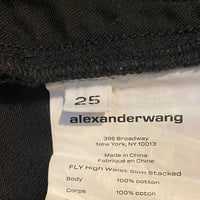 25
alexanderwang
386 Broadway
New York, NY 10013
Made in China
Fabriqué en Chine
FLY High Waist Slim Stacked
Body 100% cotton
Corps 100% coton